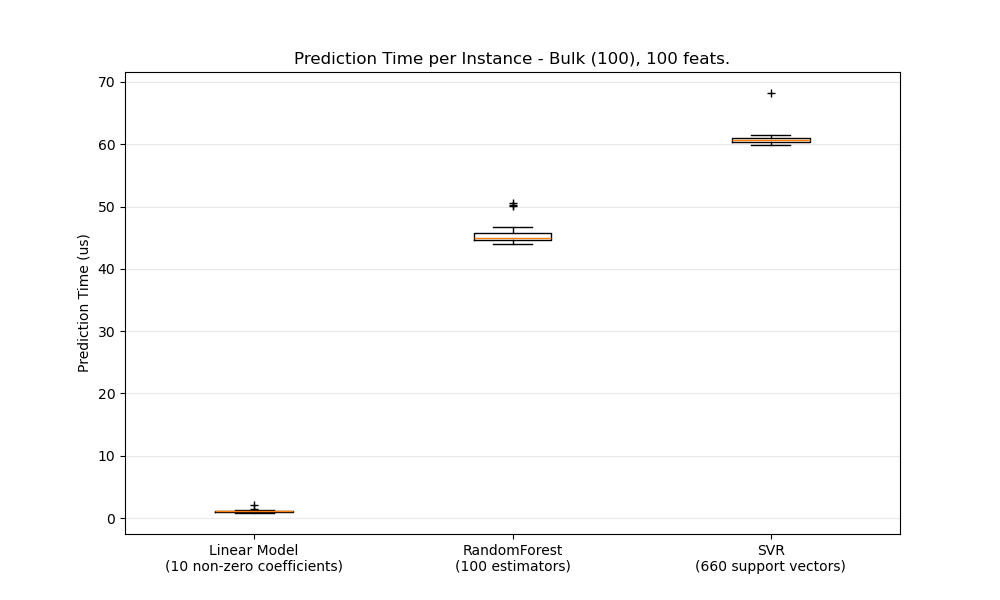 Prediction Time per Instance - Bulk (100), 100 feats.
70
60
50
40
30
20
10
0
Prediction Time (us)
Linear Model
(10 non-zero coefficients)
RandomForest
(100 estimators)
SVR
(660 support vectors)